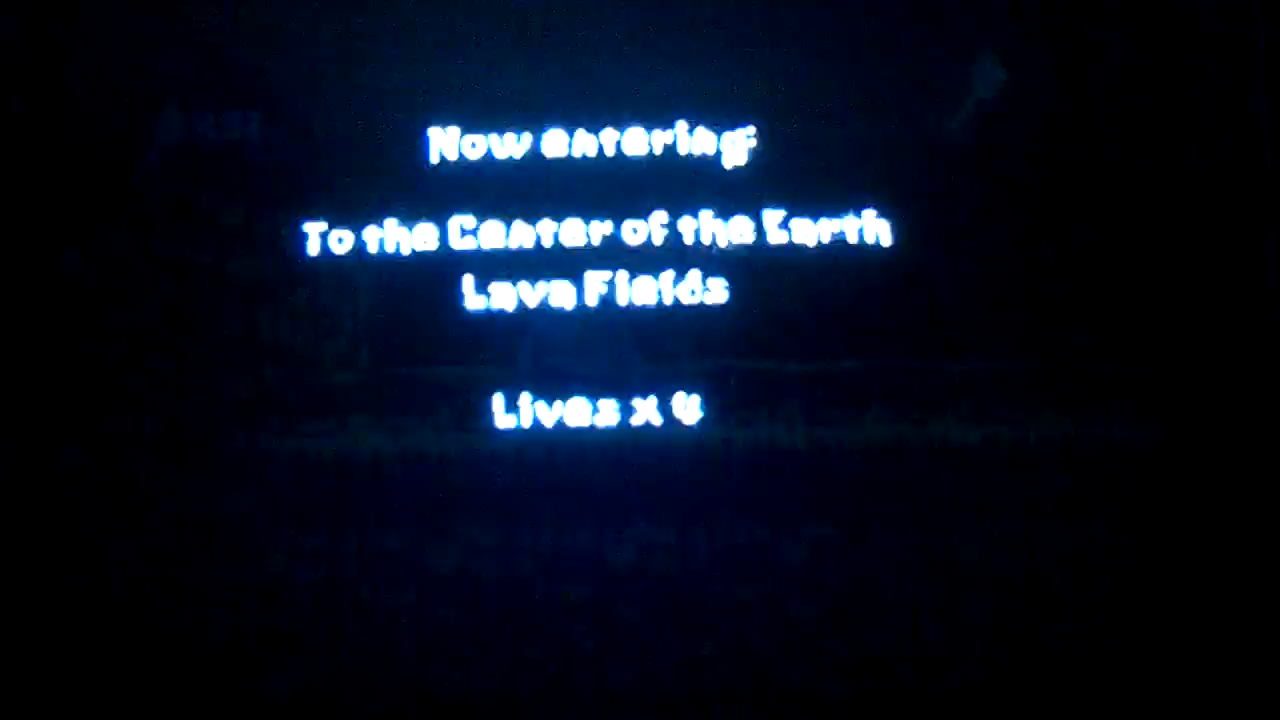 Now entering:
To the Center of the Earth
Lava Fields
Lives x 4